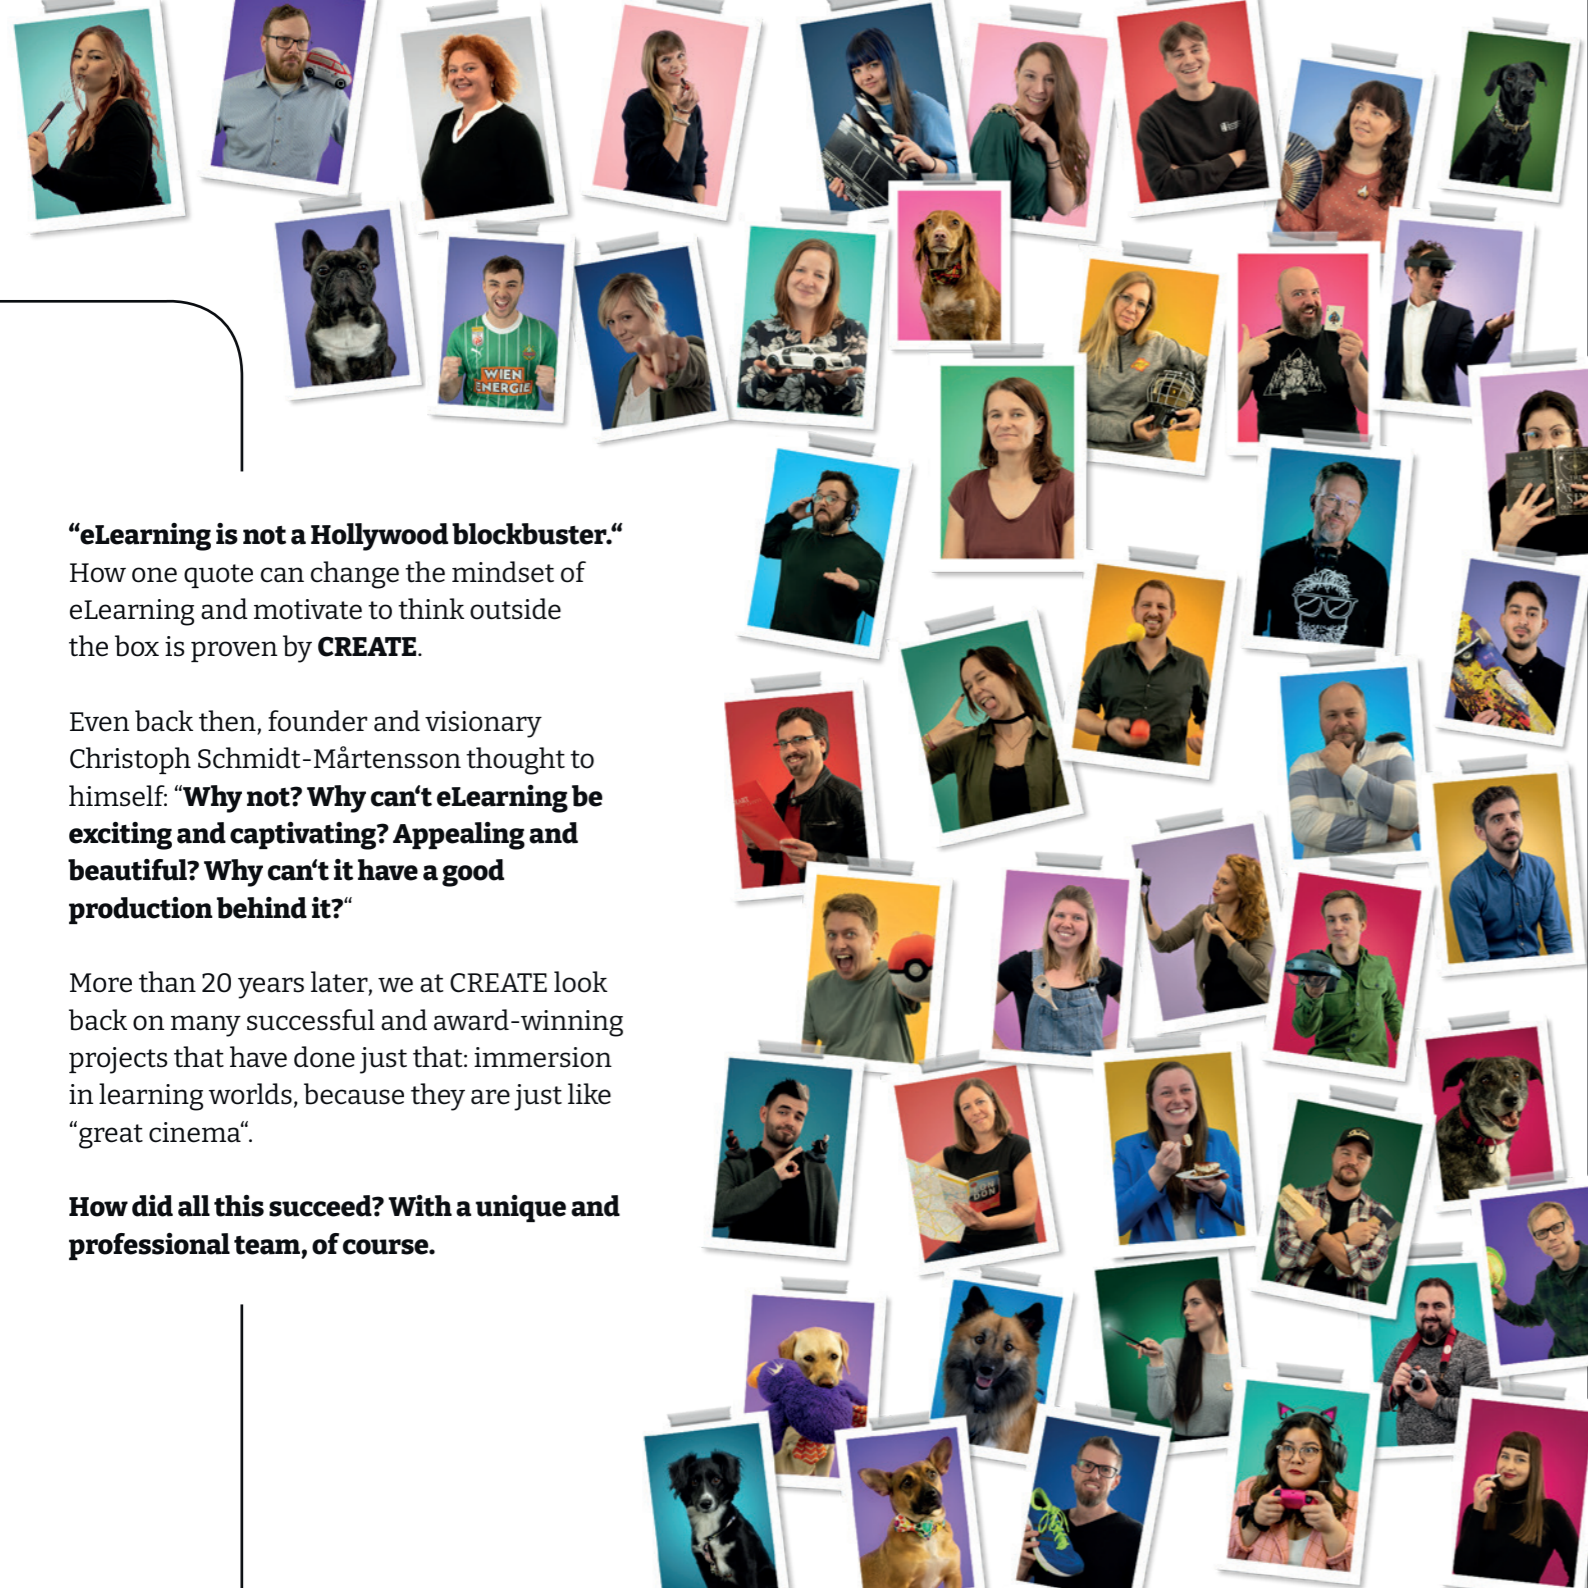 “eLearning is not a Hollywood blockbuster.“
How one quote can change the mindset of
eLearning and motivate to think outside
the box is proven by CREATE.
Even back then, founder and visionary
Christoph Schmidt-Mårtensson thought to
himself: “Why not? Why can‘t eLearning be
exciting and captivating? Appealing and
beautiful? Why can‘t it have a good
production behind it?“
More than 20 years later, we at CREATE look
back on many successful and award-winning
projects that have done just that: immersion
in learning worlds, because they are just like
“great cinema“.
How did all this succeed? With a unique and
professional team, of course.
WIEN
ENERGIE
LON
DON